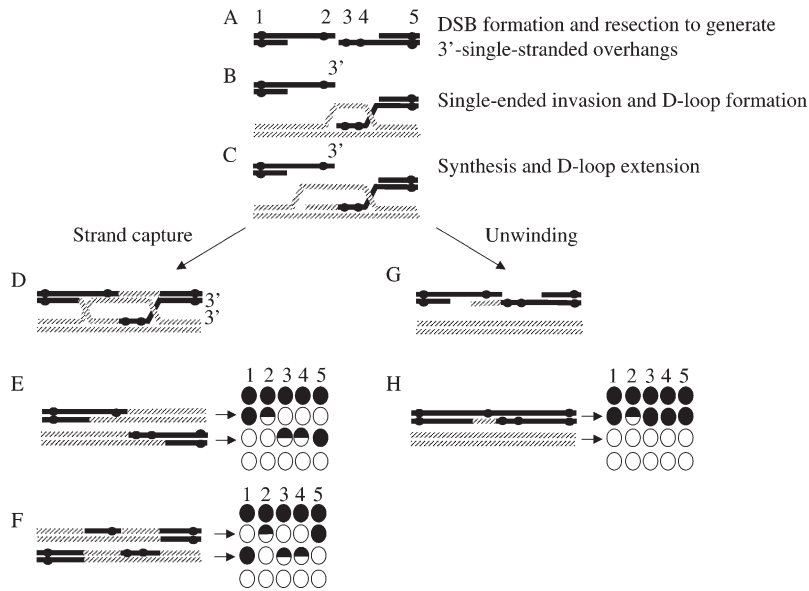 A 1 2 3 4 5 DSB formation and resection to generate
3'-single-stranded overhangs
B 3' Single-ended invasion and D-loop formation
C 3' Synthesis and D-loop extension
Strand capture Unwinding
D 3'
3'
G
E 1 2 3 4 5
H 1 2 3 4 5
F 1 2 3 4 5